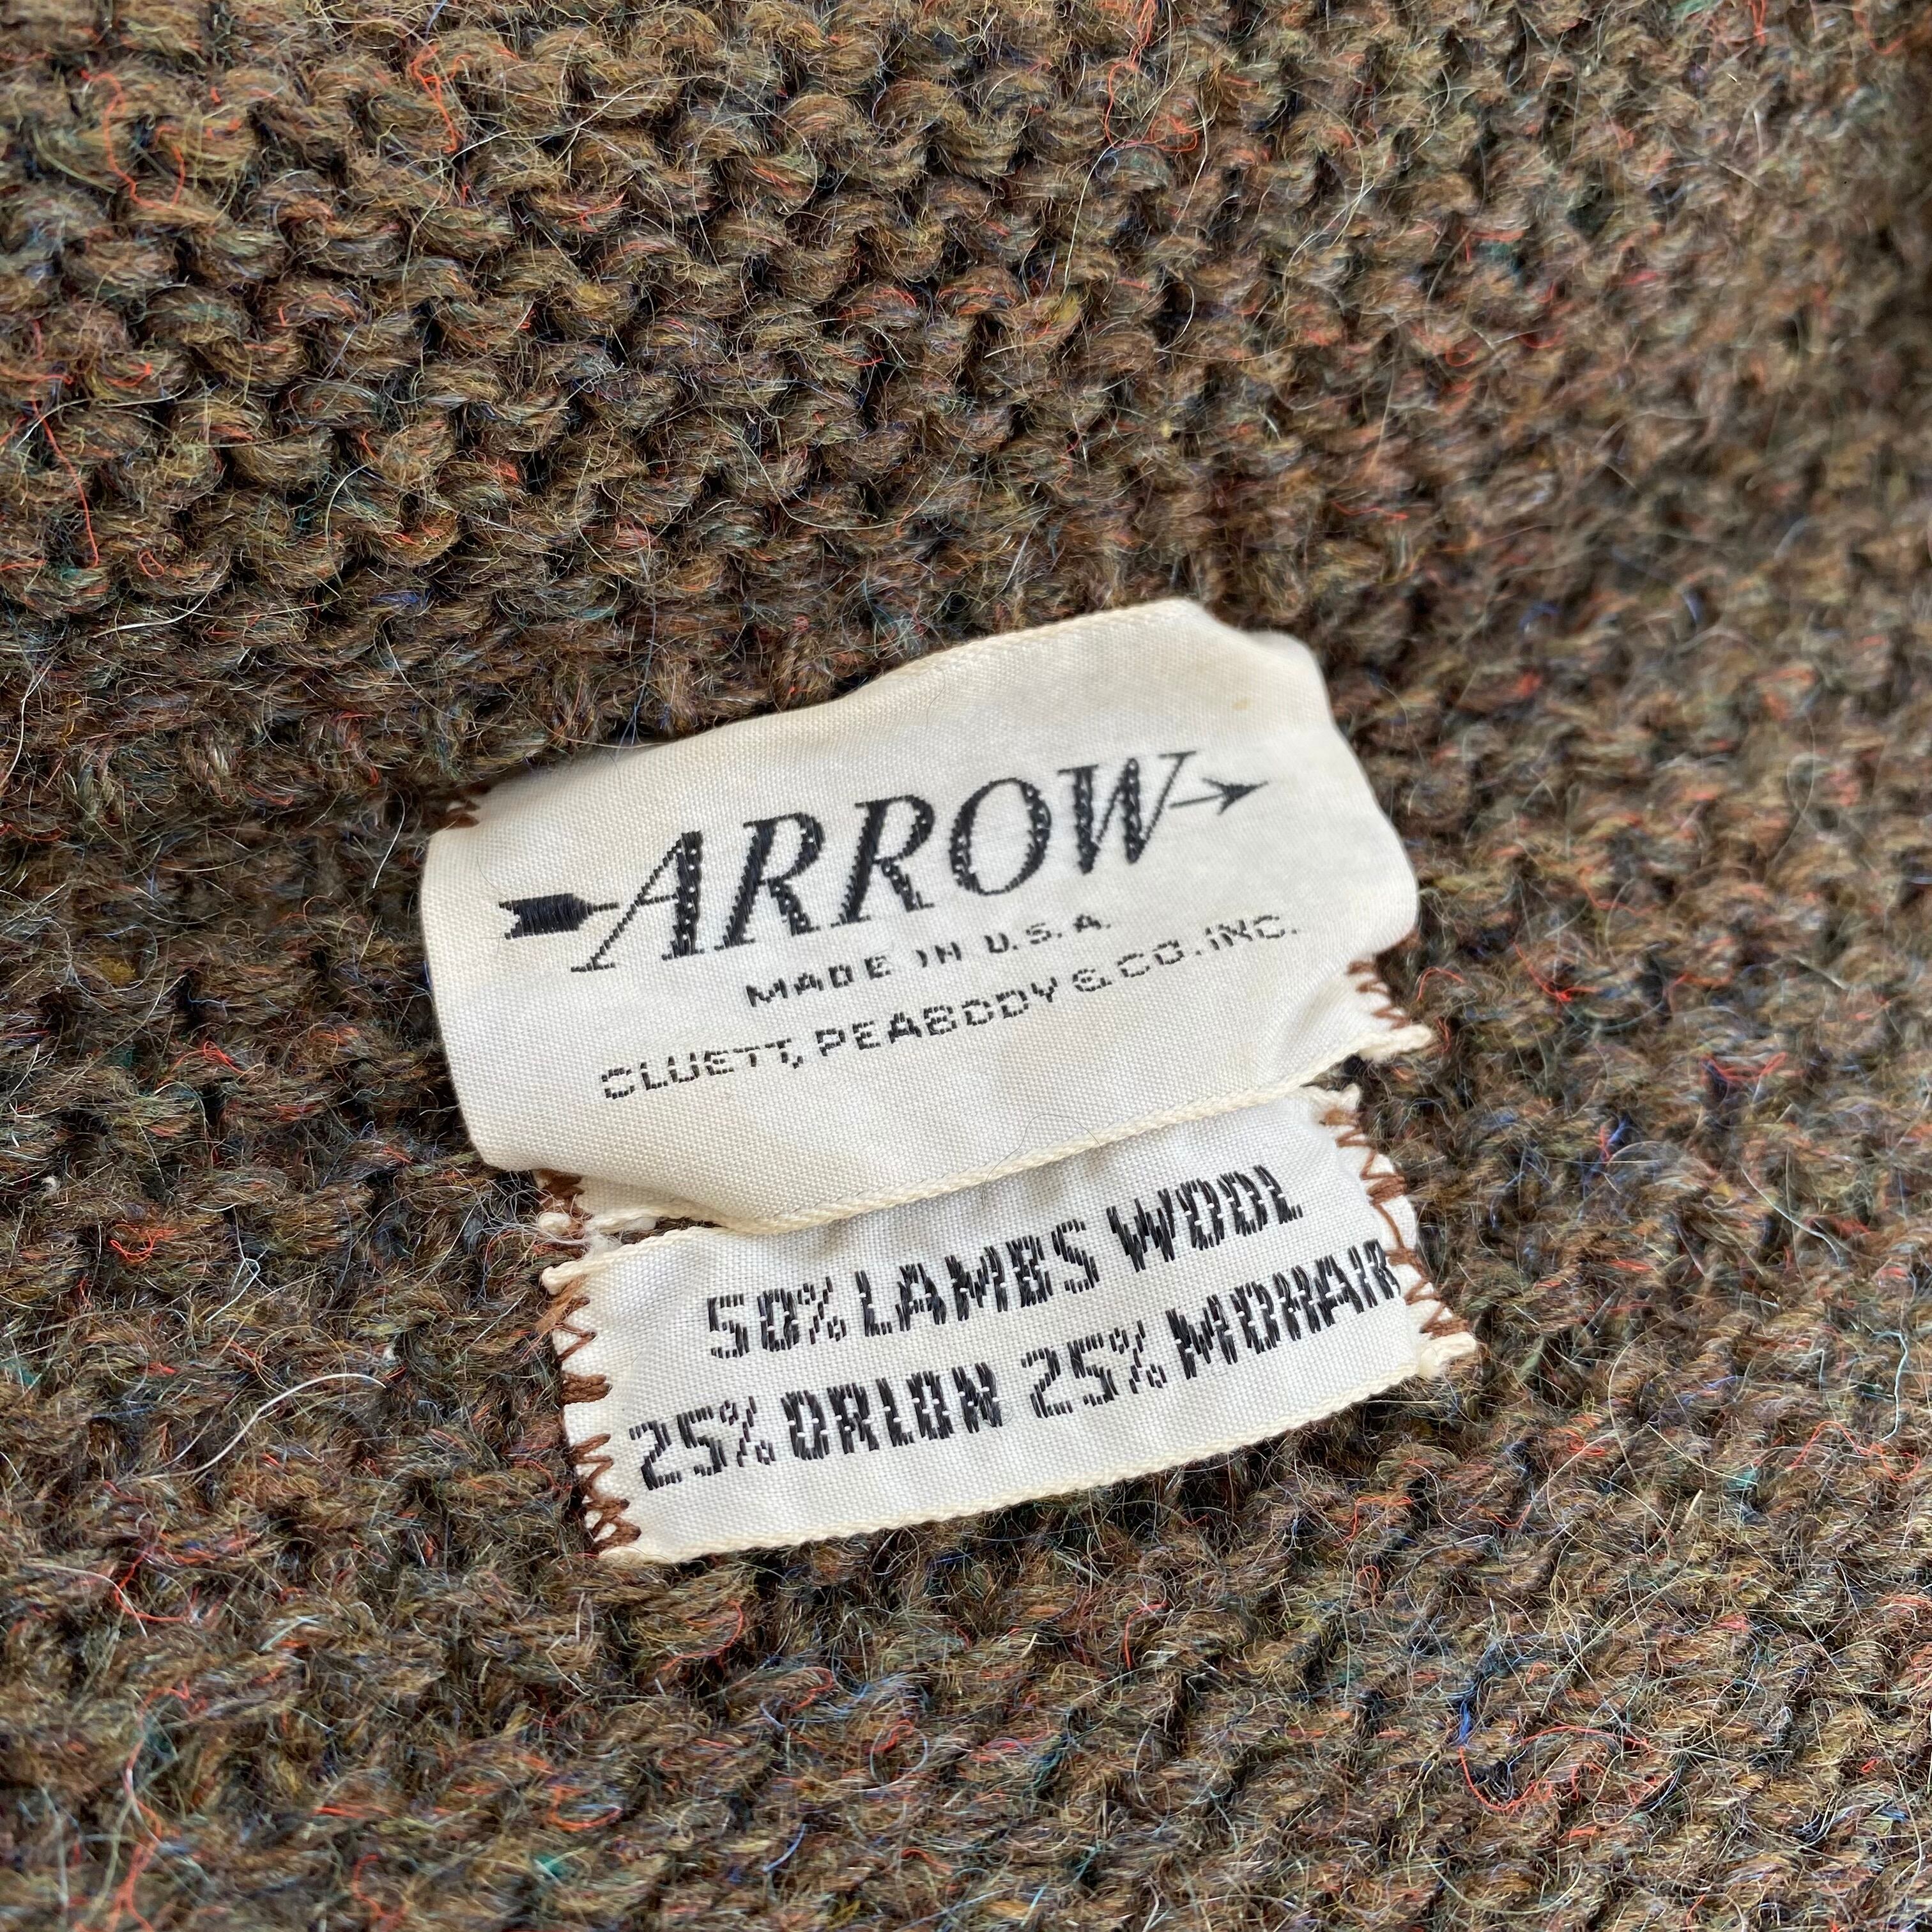 ARROW
MADE IN U.S.A.
CLUETT, PEABODY & CO. INC.
50% LAMBS WOOL
25% ORLON 25% MOHAIR